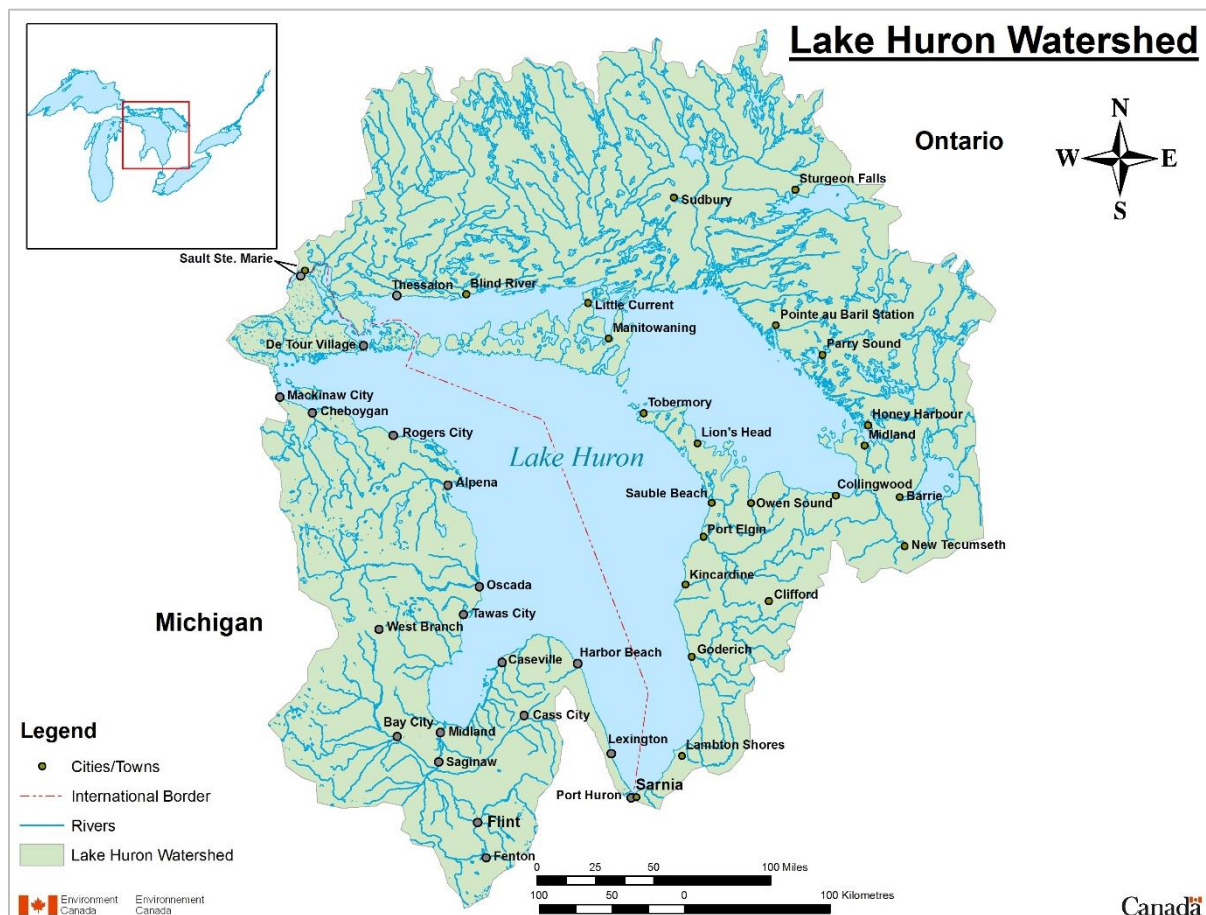 Lake Huron Watershed
Ontario
N
W E
S
Sturgeon Falls
Sudbury
Sault Ste. Marie
Thessalon
Blind River
Little Current
Pointe au Baril Station
Manitowaning
De Tour Village
Parry Sound
Mackinaw City
Cheboygan
Tobermory
Honey Harbour
Rogers City
Lion's Head
Midland
Lake Huron
Alpena
Sauble Beach
Owen Sound
Collingwood
Barrie
Port Elgin
New Tecumseth
Oscada
Kincardine
Clifford
Tawas City
Michigan
West Branch
Goderich
Caseville
Harbor Beach
Cass City
Bay City
Midland
Lexington
Lambton Shores
Saginaw
Port Huron
Sarnia
Flint
Fenton
Legend
Cities/Towns
International Border
Rivers
Lake Huron Watershed
0 25 50 100 Miles
100 50 0 100 Kilometres
Environment Canada
Environnement Canada
Canada